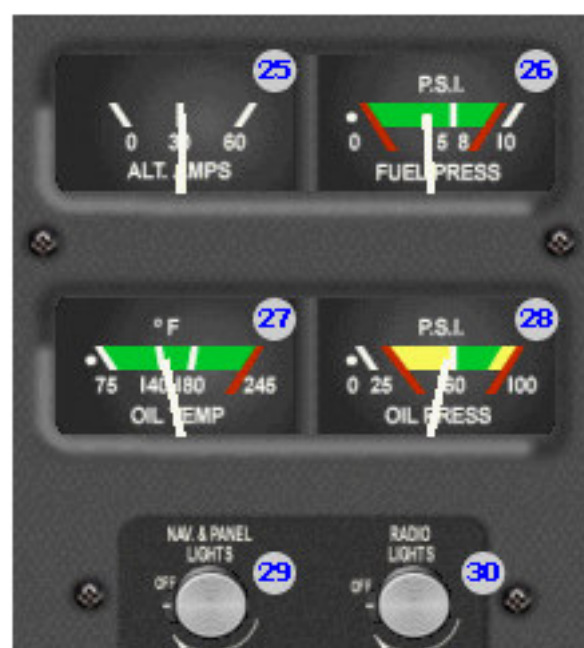 25
0 30 60
ALT. AMPS
26
P.S.I.
0 5 8 10
FUEL PRESS
27
° F
75 140 180 245
OIL TEMP
28
P.S.I.
0 25 60 100
OIL PRESS
NAV. & PANEL
LIGHTS
29
OFF
RADIO
LIGHTS
30
OFF